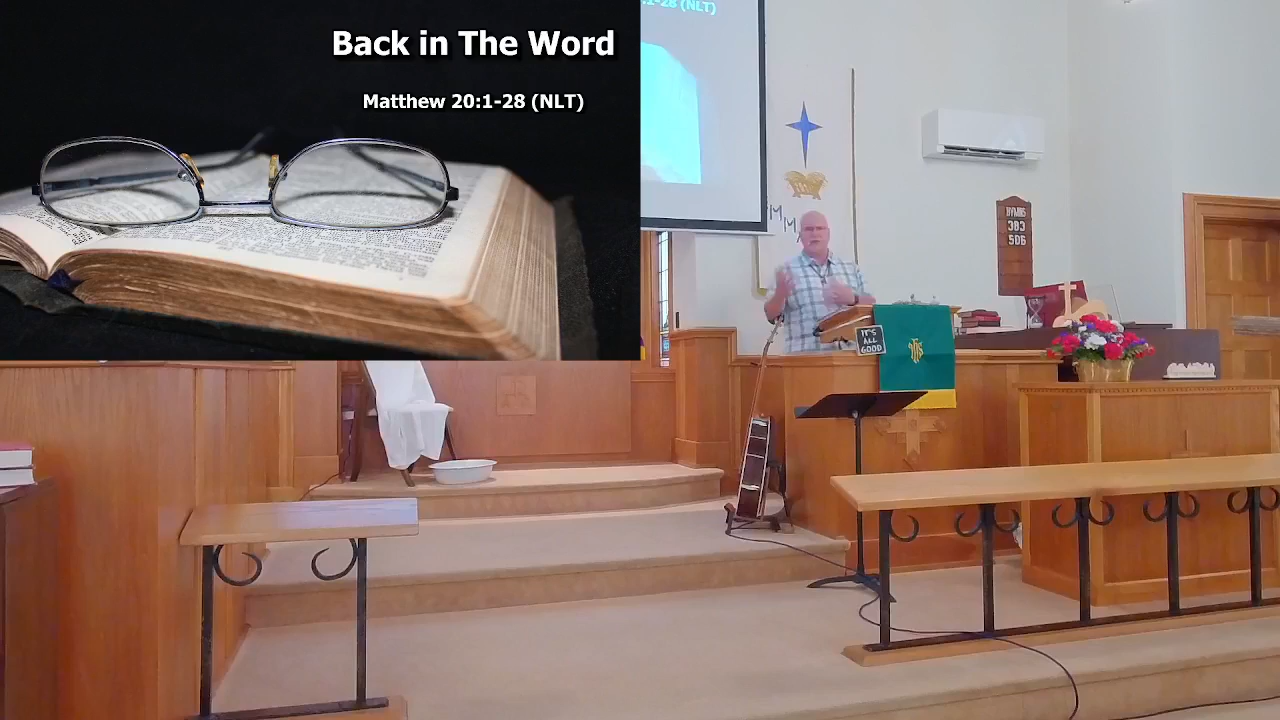 Back in The Word
Matthew 20:1-28 (NLT)
:1-28 (NLT)
HYMNS
383
506
IT'S
ALL
GOOD
IHS